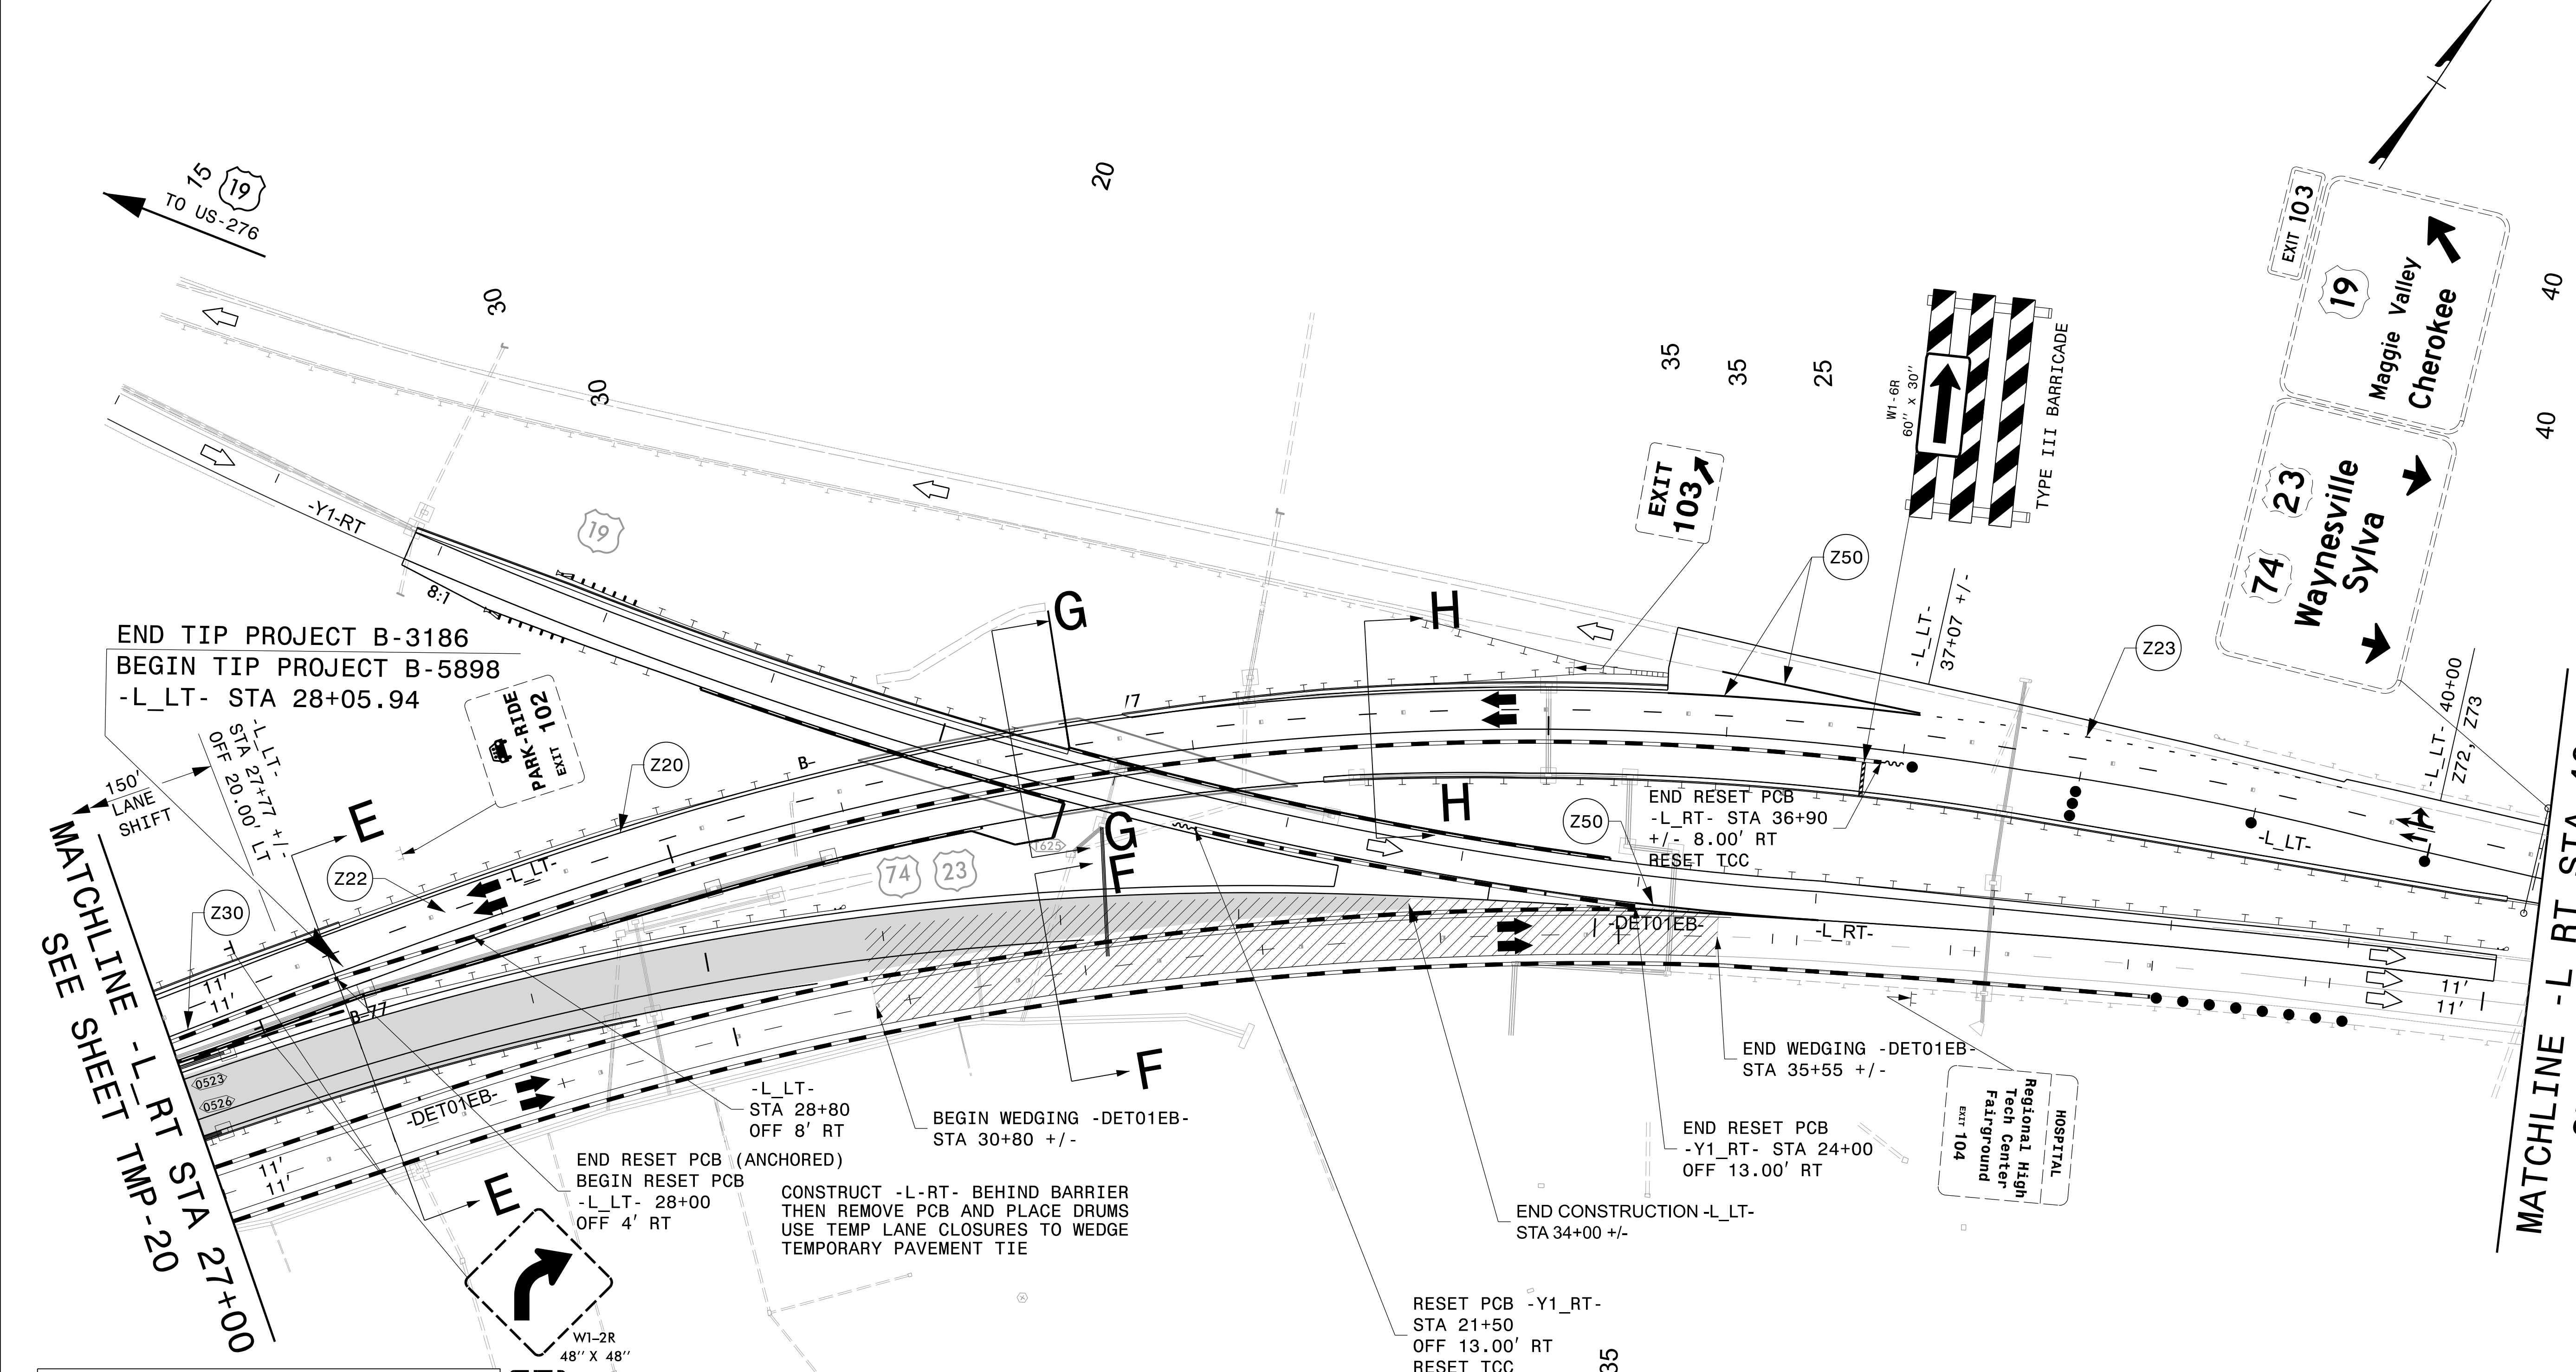 15
19
TO US-276
20
30
30
35
35
25
40
40
EXIT 103
19
Maggie Valley
Cherokee
74 23
Waynesville
Sylva
W1-6R
60" x 30"
TYPE III BARRICADE
EXIT
103
Z50
-L_LT-
37+07 +/-
Z23
-L_LT- 40+00
Z72, Z73
-Y1-RT
8:1
19
G
H
END TIP PROJECT B-3186
BEGIN TIP PROJECT B-5898
-L_LT- STA 28+05.94
PARK-RIDE
EXIT 102
-L_LT-
STA 27+77 +/-
OFF 20.00' LT
150'
LANE
SHIFT
E
Z20
B-
Z22
-L_LT-
Z30
11'
11'
B-77
0523
0526
74 23
1625
G
F
H
Z50
END RESET PCB
-L_RT- STA 36+90
+/- 8.00' RT
RESET TCC
-L_LT-
-DET01EB-
-L_RT-
11'
11'
MATCHLINE -L_RT STA 27+00
SEE SHEET TMP-20
11'
11'
-DET01EB-
E
F
-L_LT-
STA 28+80
OFF 8' RT
BEGIN WEDGING -DET01EB-
STA 30+80 +/-
END RESET PCB (ANCHORED)
BEGIN RESET PCB
-L_LT- 28+00
OFF 4' RT
CONSTRUCT -L-RT- BEHIND BARRIER
THEN REMOVE PCB AND PLACE DRUMS
USE TEMP LANE CLOSURES TO WEDGE
TEMPORARY PAVEMENT TIE
END WEDGING -DET01EB-
STA 35+55 +/-
END RESET PCB
-Y1_RT- STA 24+00
OFF 13.00' RT
END CONSTRUCTION -L_LT-
STA 34+00 +/-
HOSPITAL
Regional High
Tech Center
Fairground
EXIT 104
RESET PCB -Y1_RT-
STA 21+50
OFF 13.00' RT
RESET TCC
35
W1-2R
48" X 48"
MATCHLINE -L RT STA